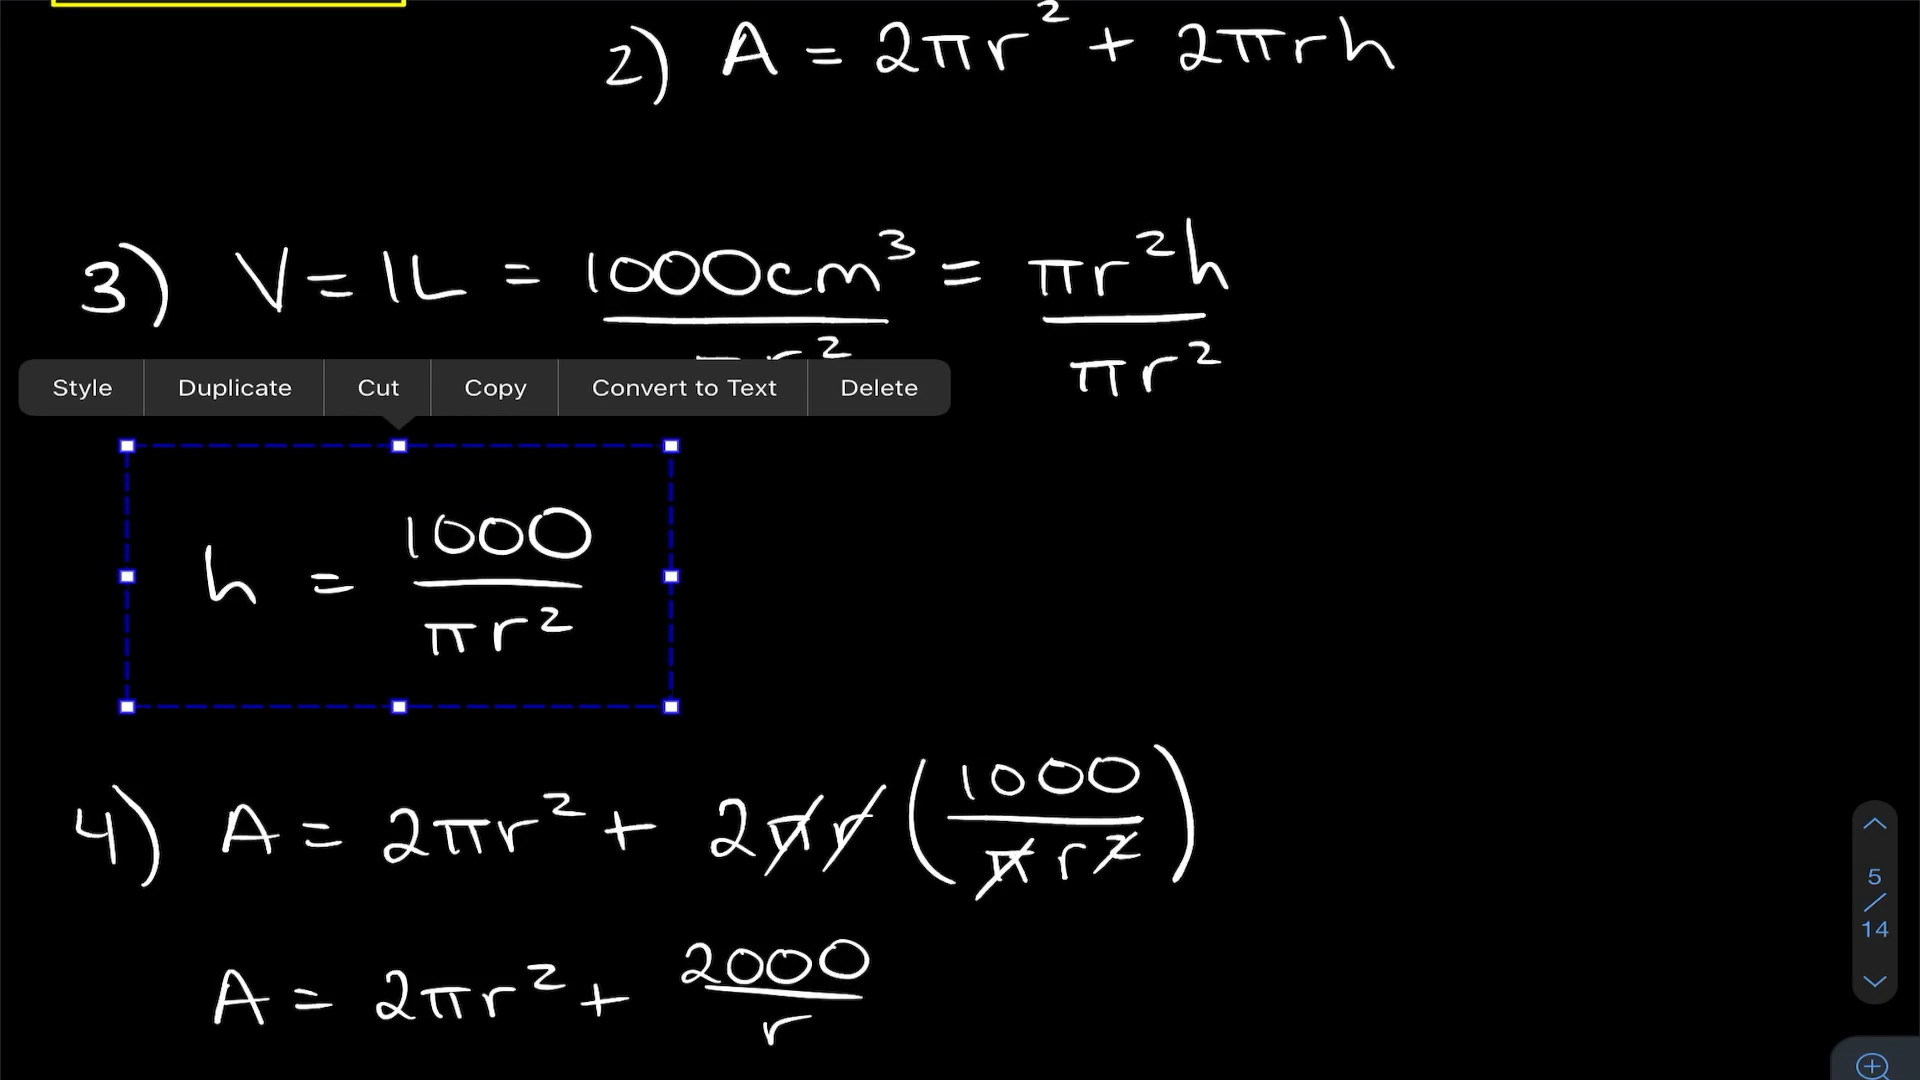 2) A = 2πr² + 2πrh
3) V = 1L = 1000cm³/πr² = πr²h/πr²
Style Duplicate Cut Copy Convert to Text Delete
h = 1000/πr²
4) A = 2πr² + 2πr (1000/πr²)
A = 2πr² + 2000/r
5
/
14